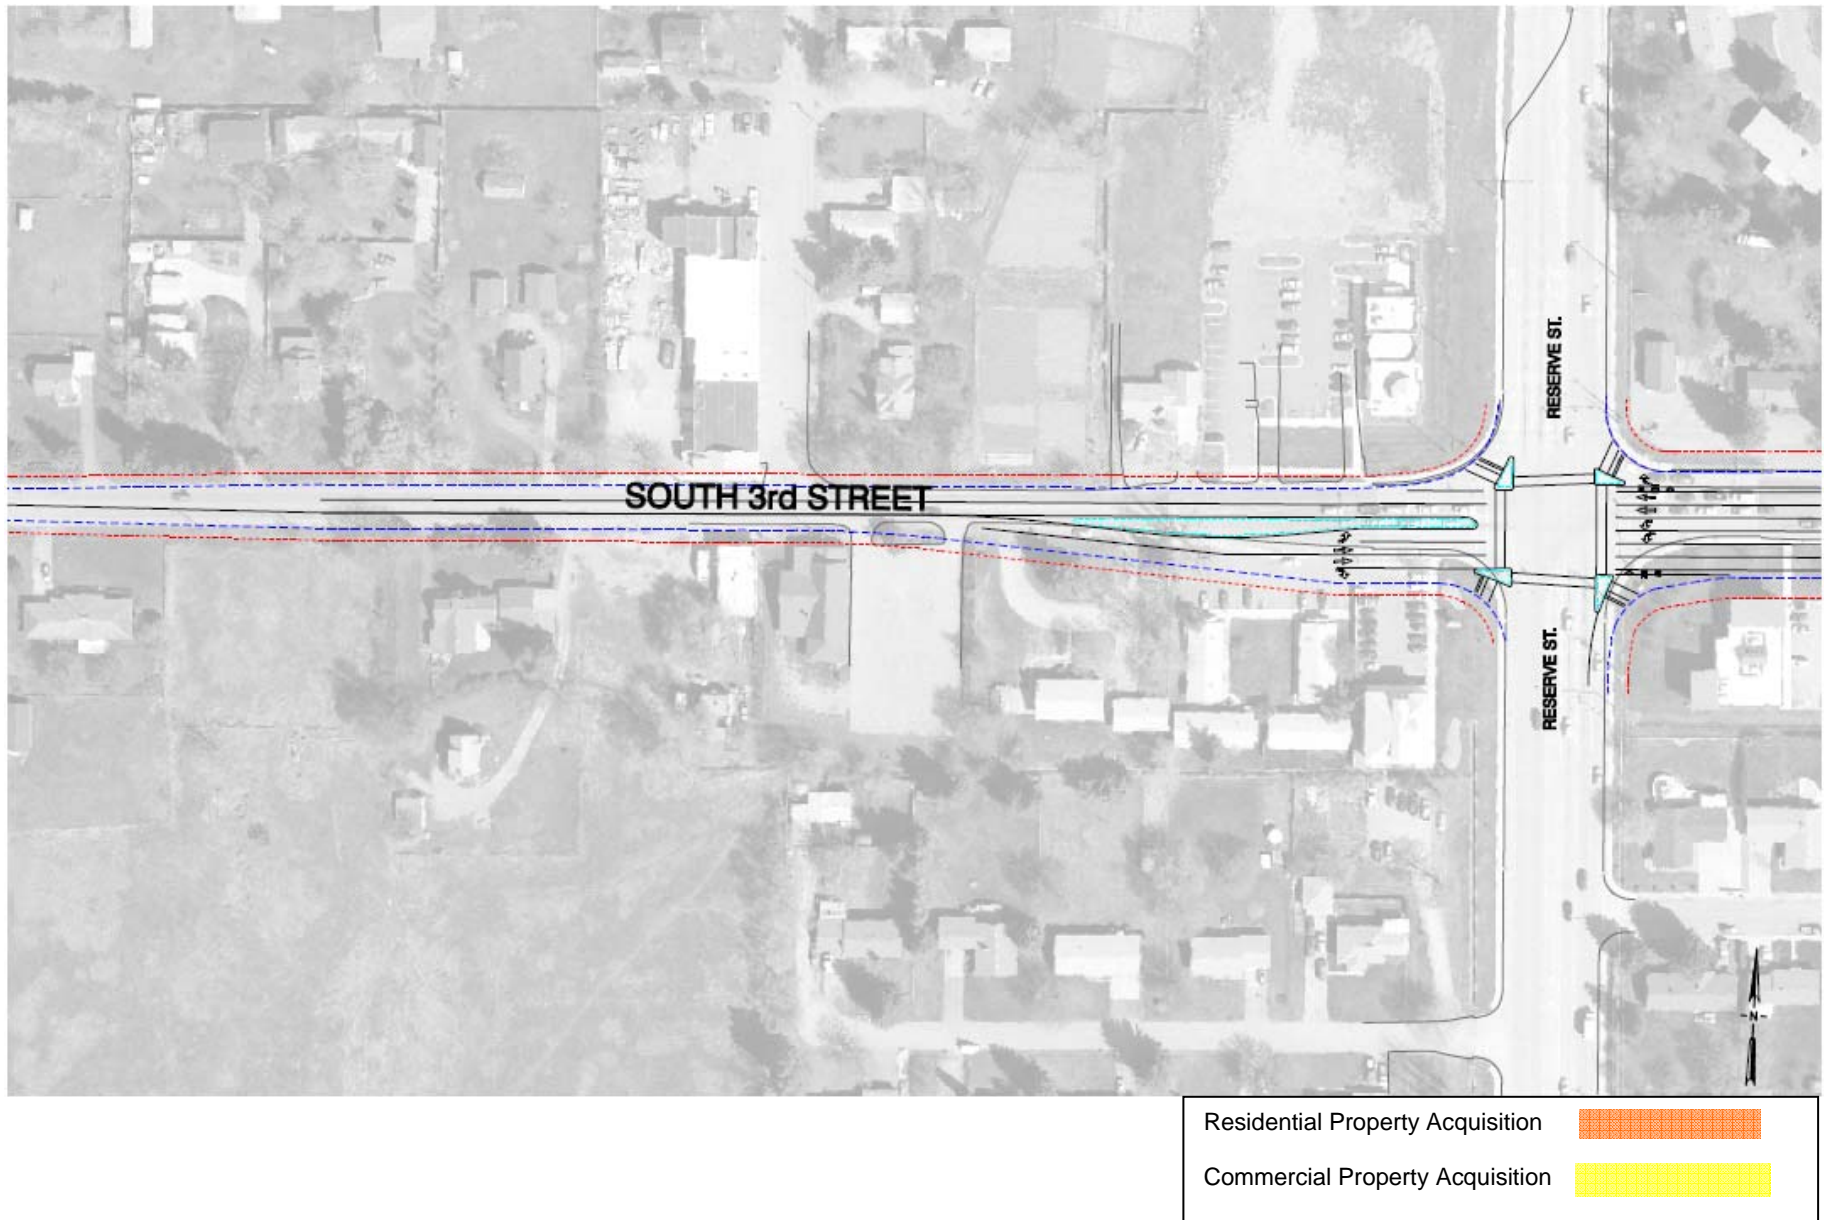 RESERVE ST.
SOUTH 3rd STREET
RESERVE ST.
-N-
Residential Property Acquisition
Commercial Property Acquisition